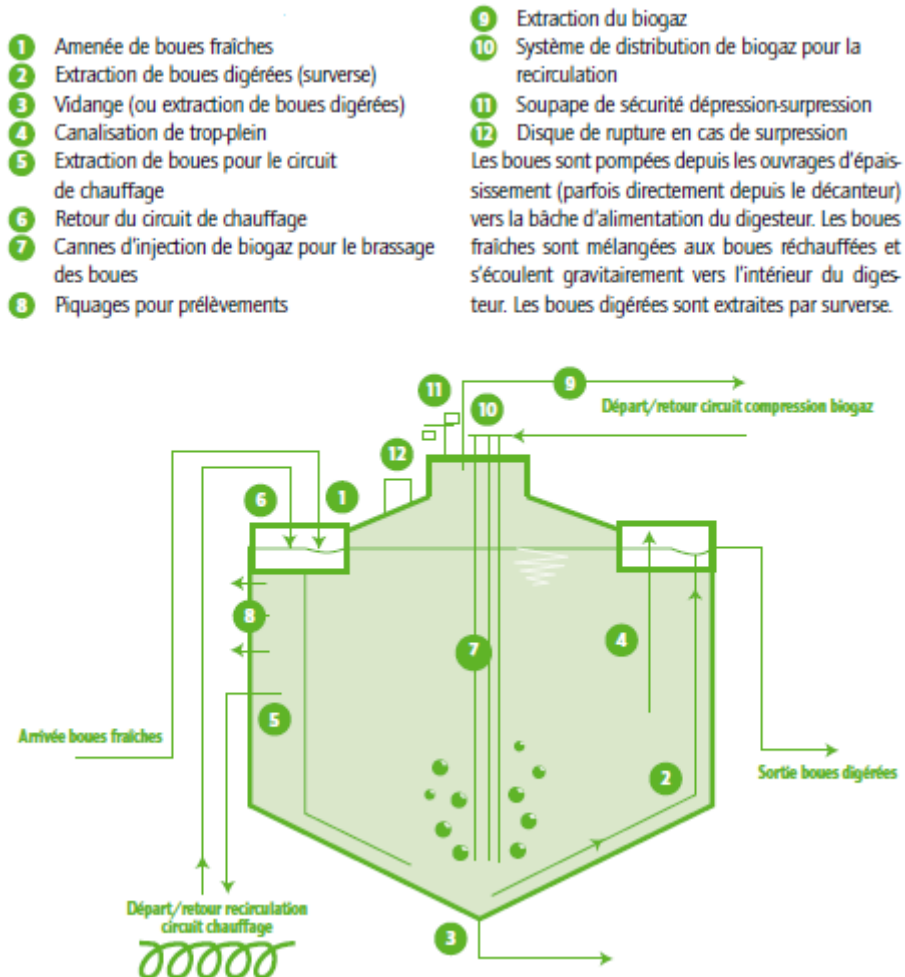 1 Amenée de boues fraîches
2 Extraction de boues digérées (surverse)
3 Vidange (ou extraction de boues digérées)
4 Canalisation de trop-plein
5 Extraction de boues pour le circuit
de chauffage
6 Retour du circuit de chauffage
7 Cannes d'injection de biogaz pour le brassage
des boues
8 Piquages pour prélèvements
9 Extraction du biogaz
10 Système de distribution de biogaz pour la
recirculation
11 Soupape de sécurité dépression-surpression
12 Disque de rupture en cas de surpression
Les boues sont pompées depuis les ouvrages d'épais-
sissement (parfois directement depuis le décanteur)
vers la bâche d'alimentation du digesteur. Les boues
fraîches sont mélangées aux boues réchauffées et
s'écoulent gravitairement vers l'intérieur du diges-
teur. Les boues digérées sont extraites par surverse.
11
10
9
Départ/retour circuit compression biogaz
12
6
1
8
7
4
5
Arrivée boues fraîches
2
Sortie boues digérées
Départ/retour recirculation
circuit chauffage
3